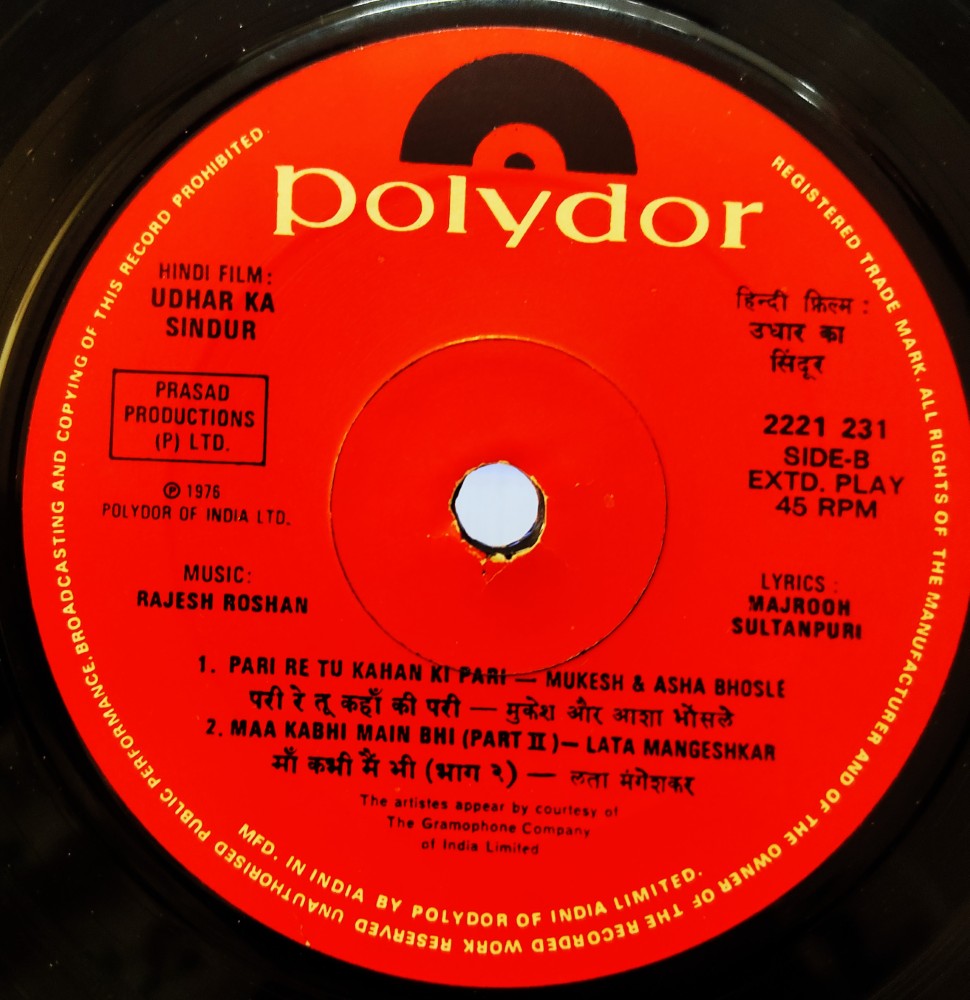 polydor
HINDI FILM:
UDHAR KA
SINDUR
PRASAD
PRODUCTIONS
(P) LTD.
℗ 1976
POLYDOR OF INDIA LTD.
MUSIC:
RAJESH ROSHAN
हिन्दी फ़िल्म :
उधार का
सिंदूर
2221 231
SIDE-B
EXTD. PLAY
45 RPM
LYRICS :
MAJROOH
SULTANPURI
1. PARI RE TU KAHAN KI PARI — MUKESH & ASHA BHOSLE
परी रे तू कहाँ की परी — मुकेश और आशा भोंसले
2. MAA KABHI MAIN BHI (PART II) — LATA MANGESHKAR
माँ कभी मैं भी (भाग २) — लता मंगेशकर
The artistes appear by courtesy of
The Gramophone Company
of India Limited
MFD. IN INDIA BY POLYDOR OF INDIA LIMITED.
REGISTERED TRADE MARK. ALL RIGHTS OF THE MANUFACTURER AND OF THE OWNER OF THE RECORDED WORK RESERVED UNAUTHORISED PUBLIC PERFORMANCE. BROADCASTING AND COPYING OF THIS RECORD PROHIBITED